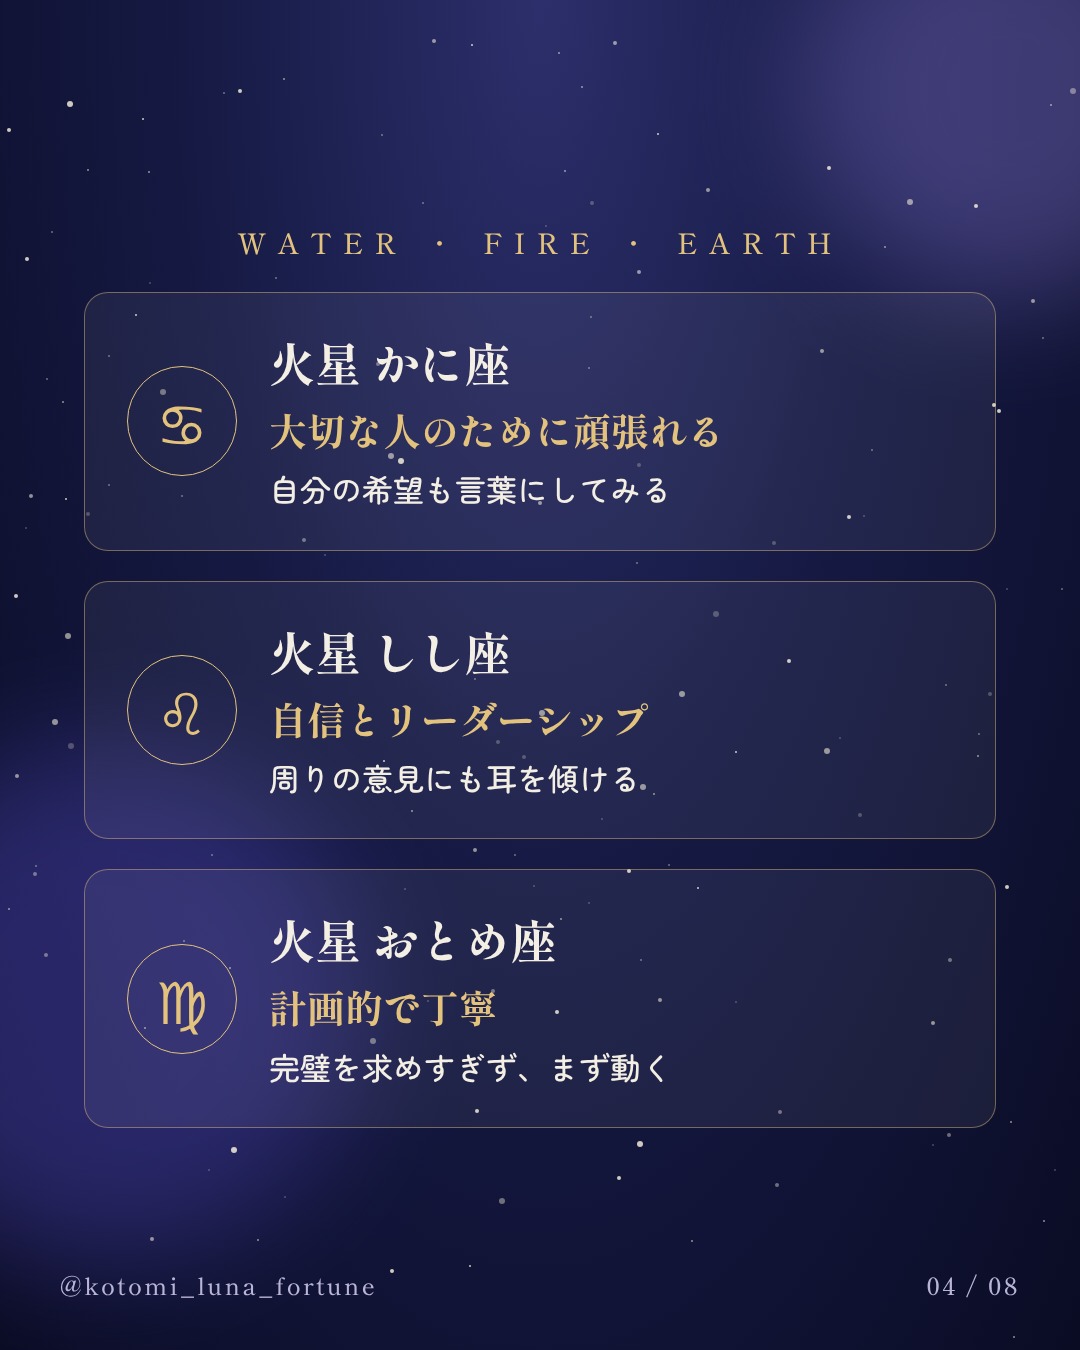 WATER · FIRE · EARTH
♋
火星 かに座
大切な人のために頑張れる
自分の希望も言葉にしてみる
♌
火星 しし座
自信とリーダーシップ
周りの意見にも耳を傾ける
♍
火星 おとめ座
計画的で丁寧
完璧を求めすぎず、まず動く
@kotomi_luna_fortune
04 / 08